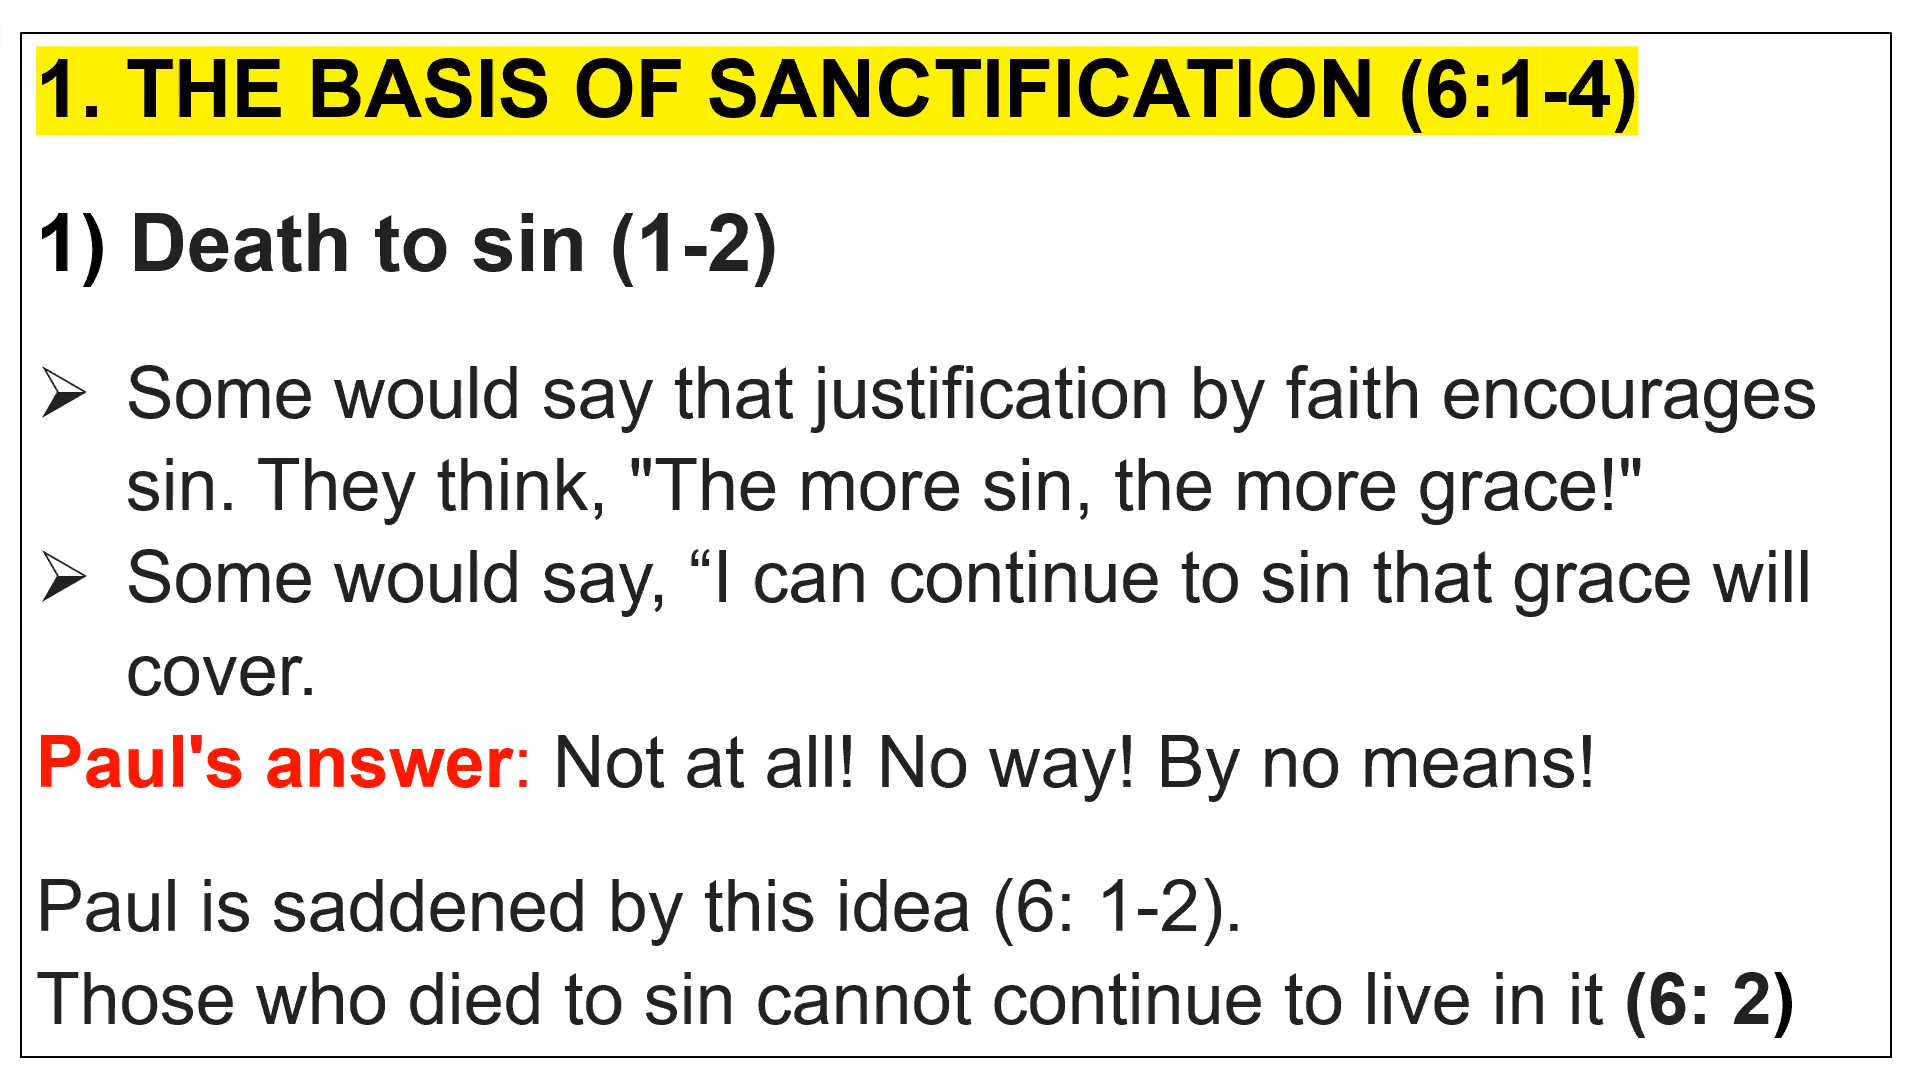 1. THE BASIS OF SANCTIFICATION (6:1-4)
1) Death to sin (1-2)
➢ Some would say that justification by faith encourages
sin. They think, "The more sin, the more grace!"
➢ Some would say, “I can continue to sin that grace will
cover.
Paul's answer: Not at all! No way! By no means!
Paul is saddened by this idea (6: 1-2).
Those who died to sin cannot continue to live in it (6: 2)